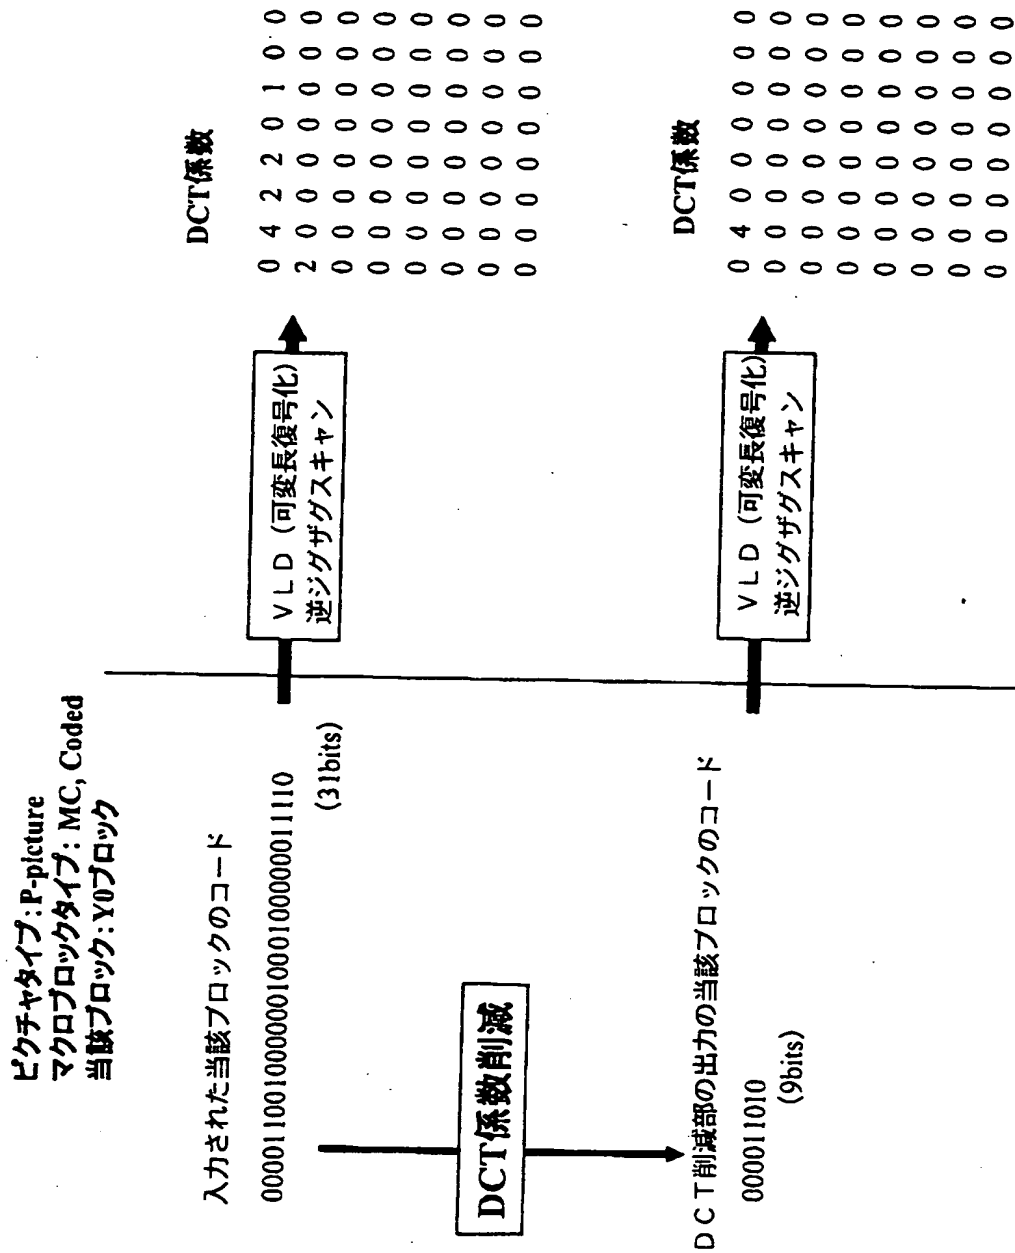 ピクチャタイプ:P-picture
マクロブロックタイプ:MC, Coded
当該ブロック:Y0ブロック
入力された当該ブロックのコード
0000110010000001000100000011110
(31bits)
VLD（可変長復号化）
逆ジグザグスキャン
DCT係数
0 4 2 2 0 1 0 0
2 0 0 0 0 0 0 0
0 0 0 0 0 0 0 0
0 0 0 0 0 0 0 0
0 0 0 0 0 0 0 0
0 0 0 0 0 0 0 0
0 0 0 0 0 0 0 0
0 0 0 0 0 0 0 0
DCT係数削減
DCT削減部の出力の当該ブロックのコード
000011010
(9bits)
VLD（可変長復号化）
逆ジグザグスキャン
DCT係数
0 4 0 0 0 0 0 0
0 0 0 0 0 0 0 0
0 0 0 0 0 0 0 0
0 0 0 0 0 0 0 0
0 0 0 0 0 0 0 0
0 0 0 0 0 0 0 0
0 0 0 0 0 0 0 0
0 0 0 0 0 0 0 0